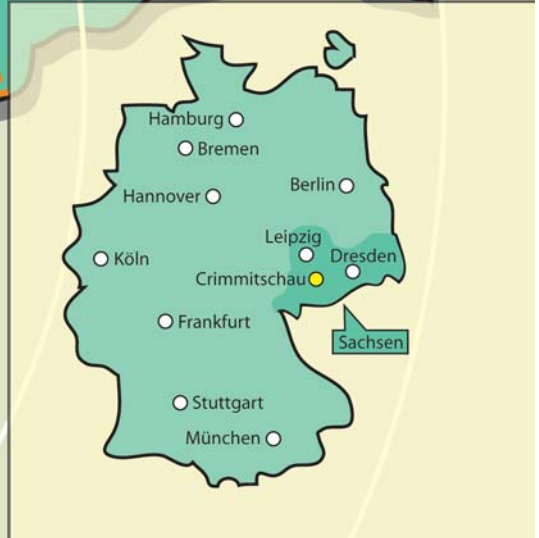 Hamburg
Bremen
Berlin
Hannover
Leipzig
Dresden
Köln
Crimmitschau
Frankfurt
Sachsen
Stuttgart
München